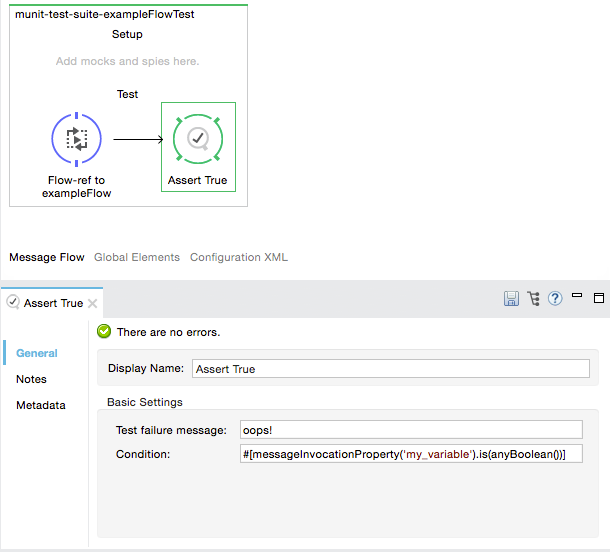 munit-test-suite-exampleFlowTest
Setup
Add mocks and spies here.
Test
Flow-ref to
exampleFlow
Assert True
Message Flow Global Elements Configuration XML
Assert True
There are no errors.
General
Notes
Metadata
Display Name: Assert True
Basic Settings
Test failure message: oops!
Condition: #[messageInvocationProperty('my_variable').is(anyBoolean())]